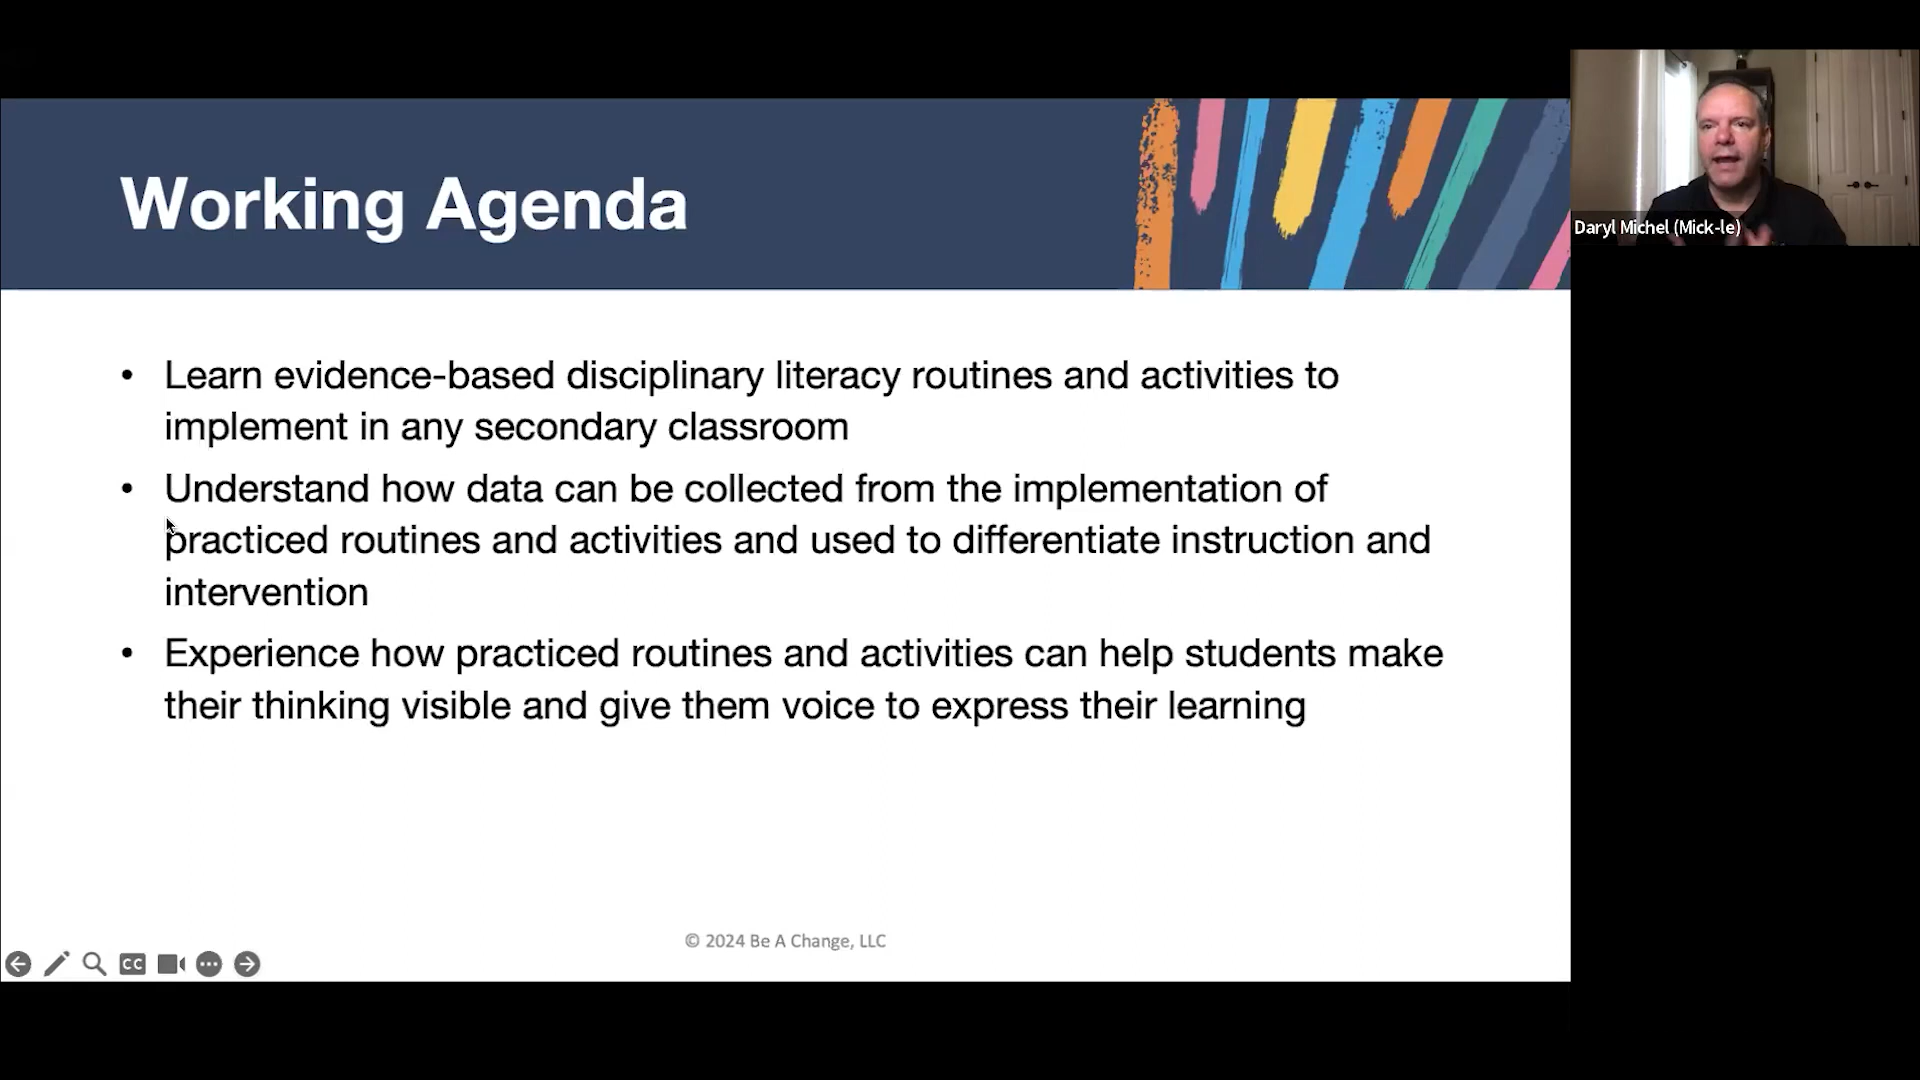 Working Agenda
Daryl Michel (Mick-le)
• Learn evidence-based disciplinary literacy routines and activities to
implement in any secondary classroom
• Understand how data can be collected from the implementation of
practiced routines and activities and used to differentiate instruction and
intervention
• Experience how practiced routines and activities can help students make
their thinking visible and give them voice to express their learning
© 2024 Be A Change, LLC
CC